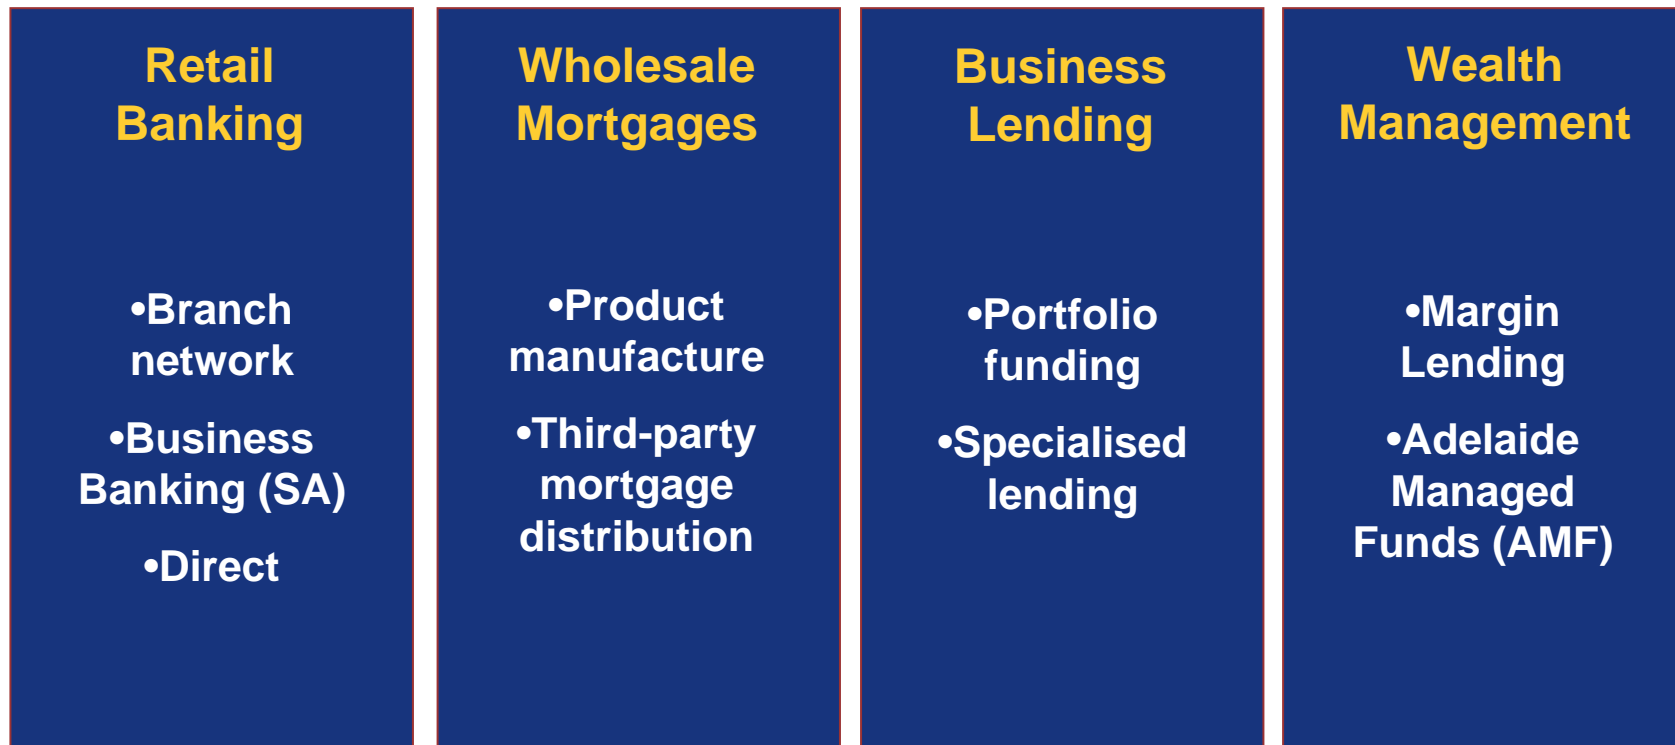 Retail
Banking
•Branch
network
•Business
Banking (SA)
•Direct
Wholesale
Mortgages
•Product
manufacture
•Third-party
mortgage
distribution
Business
Lending
•Portfolio
funding
•Specialised
lending
Wealth
Management
•Margin
Lending
•Adelaide
Managed
Funds (AMF)